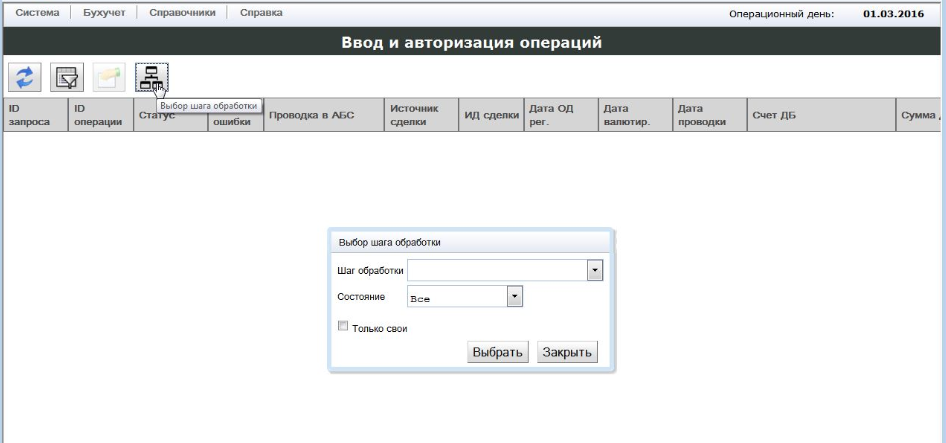 Система Бухучет Справочники Справка Операционный день: 01.03.2016
Ввод и авторизация операций
Выбор шага обработки
ID запроса
ID операции
Статус
ошибки
Проводка в АБС
Источник сделки
ИД сделки
Дата ОД рег.
Дата валютир.
Дата проводки
Счет ДБ
Сумма
Выбор шага обработки
Шаг обработки
Состояние Все
Только свои
Выбрать Закрыть